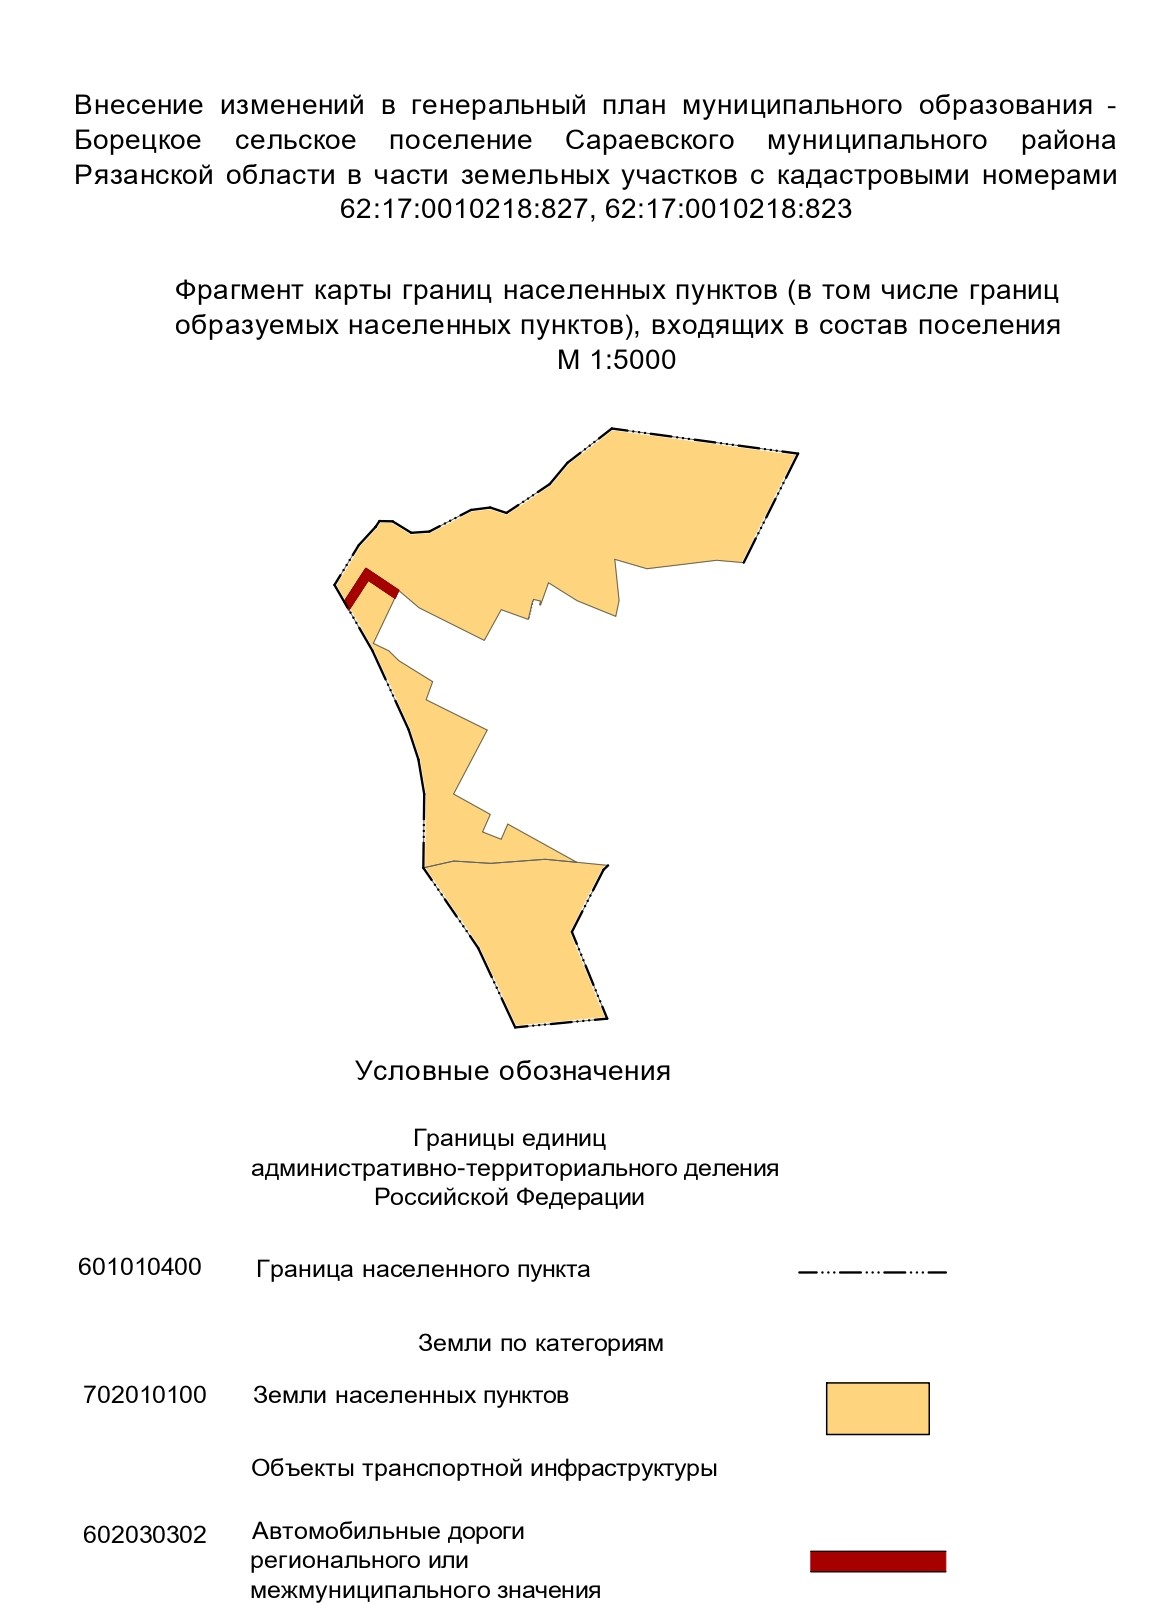 Внесение изменений в генеральный план муниципального образования -
Борецкое сельское поселение Сараевского муниципального района
Рязанской области в части земельных участков с кадастровыми номерами
62:17:0010218:827, 62:17:0010218:823
Фрагмент карты границ населенных пунктов (в том числе границ
образуемых населенных пунктов), входящих в состав поселения
М 1:5000
Условные обозначения
Границы единиц
административно-территориального деления
Российской Федерации
601010400 Граница населенного пункта
Земли по категориям
702010100 Земли населенных пунктов
Объекты транспортной инфраструктуры
602030302 Автомобильные дороги
регионального или
межмуниципального значения